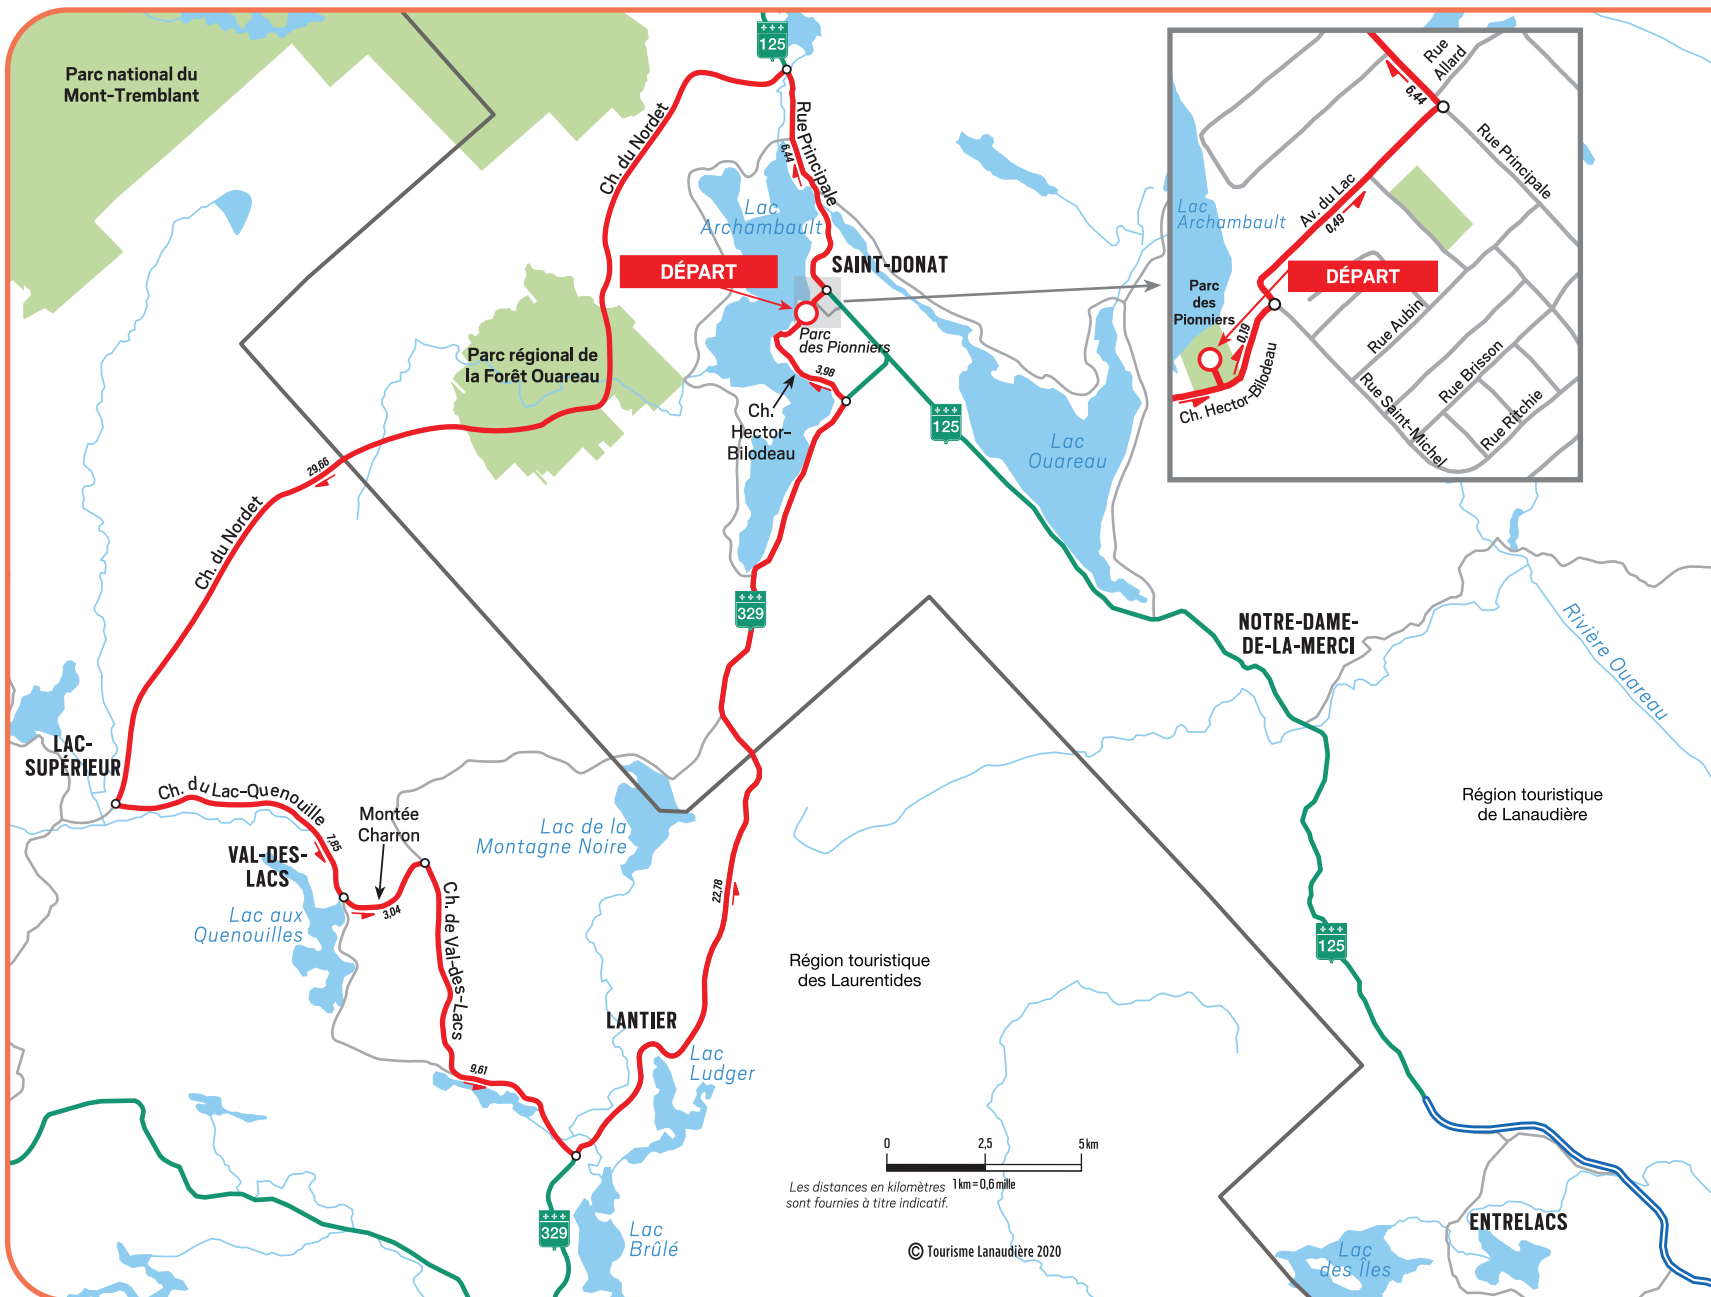 Parc national du
Mont-Tremblant
125
Ch. du Nordet
Rue Principale
6,44
Lac
Archambault
DÉPART
SAINT-DONAT
Parc
des Pionniers
3,98
Ch.
Hector-
Bilodeau
Parc régional de
la Forêt Ouareau
29,66
Ch. du Nordet
125
Lac
Ouareau
329
Rue
Allard
6,44
Rue Principale
Lac
Archambault
Av. du Lac
0,49
DÉPART
Parc
des
Pionniers
0,19
Ch. Hector-Bilodeau
Rue Aubin
Rue Brisson
Rue Saint-Michel
Rue Ritchie
NOTRE-DAME-
DE-LA-MERCI
Rivière Ouareau
LAC-
SUPÉRIEUR
Ch. du Lac-Quenouille
7,85
Montée
Charron
VAL-DES-
LACS
3,04
Lac aux
Quenouilles
Lac de la
Montagne Noire
Ch. de Val-des-Lacs
22,78
Région touristique
de Lanaudière
Région touristique
des Laurentides
125
LANTIER
Lac
Ludger
9,61
329
Lac
Brûlé
0 2,5 5 km
1 km = 0,6 mille
Les distances en kilomètres
sont fournies à titre indicatif.
© Tourisme Lanaudière 2020
ENTRELACS
Lac
des Îles